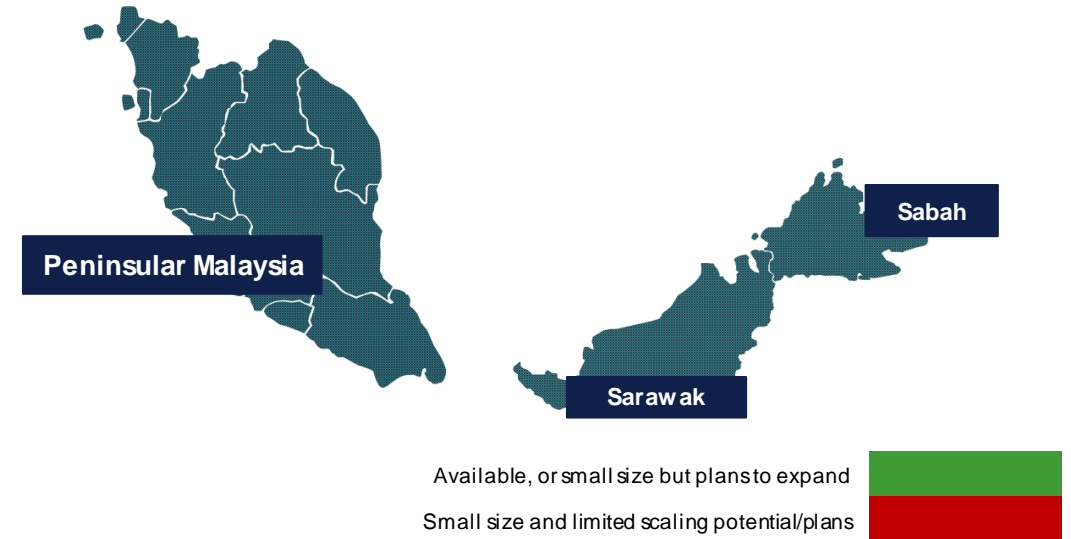 Sabah
Peninsular Malaysia
Sarawak
Available, or small size but plans to expand
Small size and limited scaling potential/plans